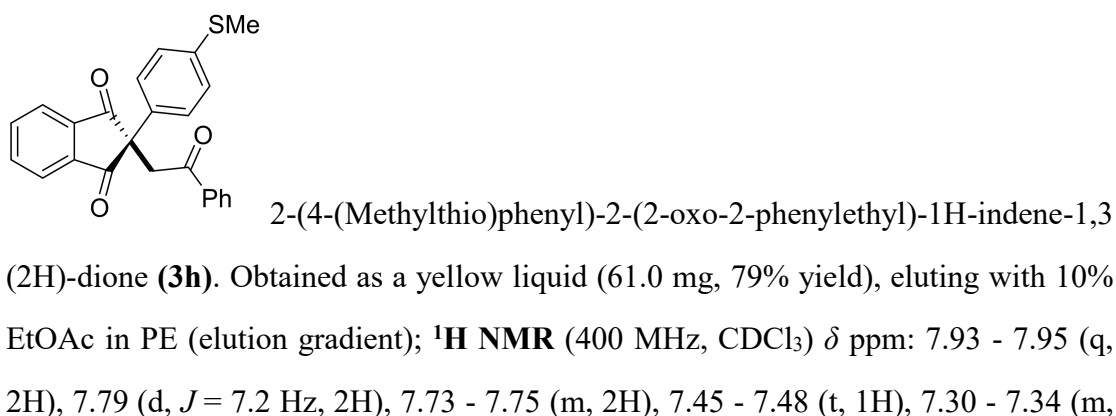 SMe
O
O
Ph
O
2-(4-(Methylthio)phenyl)-2-(2-oxo-2-phenylethyl)-1H-indene-1,3
(2H)-dione (3h). Obtained as a yellow liquid (61.0 mg, 79% yield), eluting with 10%
EtOAc in PE (elution gradient); ¹H NMR (400 MHz, CDCl₃) δ ppm: 7.93 - 7.95 (q,
2H), 7.79 (d, J = 7.2 Hz, 2H), 7.73 - 7.75 (m, 2H), 7.45 - 7.48 (t, 1H), 7.30 - 7.34 (m,